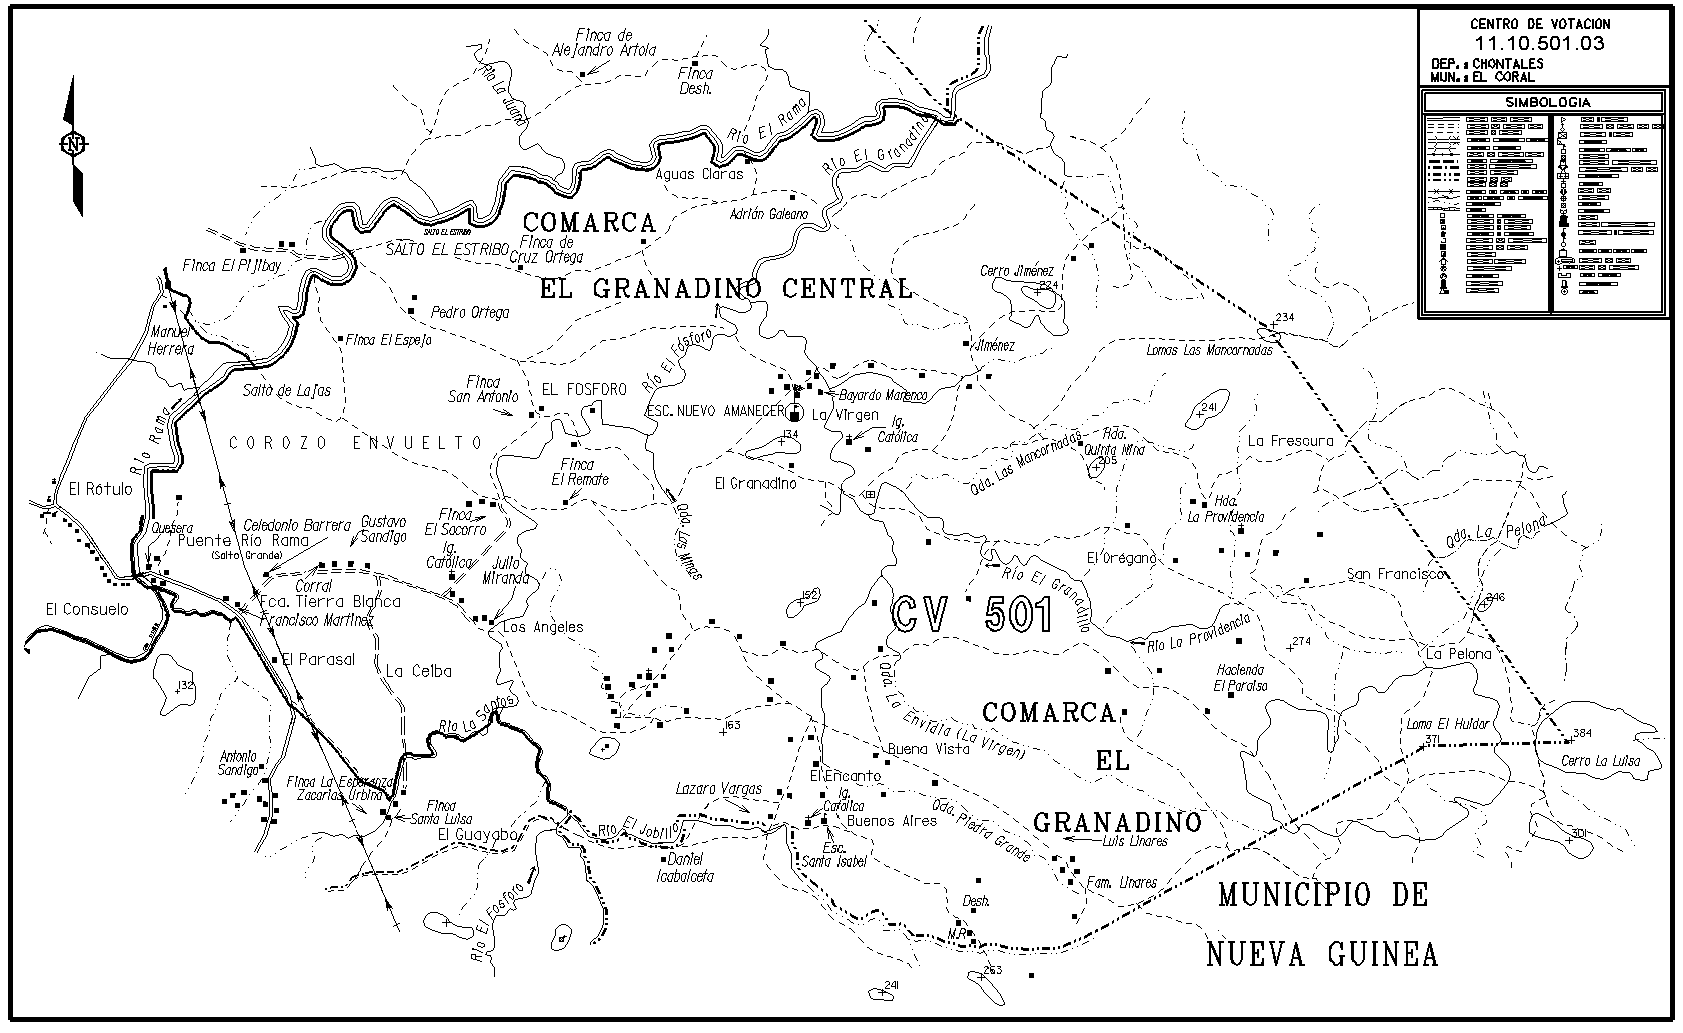 CENTRO DE VOTACION
11.10.501.03
DEP.: CHONTALES
MUN.: EL CORAL
SIMBOLOGIA
N
Finca de
Alejandro Artola
Río La Juana
Finca
Desh.
Río El Rama
Río El Granadino
Aguas Claras
Adrián Galeano
COMARCA
SALTO EL ESTRIBO
SALTO EL ESTRIBO
Finca de
Cruz Ortega
Finca El Pijibay
EL GRANADINO CENTRAL
Cerro Jiménez
224
Pedro Ortega
Manuel
Herrera
Finca El Espejo
Río El Fósforo
Jiménez
234
Lomas Las Mancornadas
Salto de Lajas
Finca
San Antonio
EL FOSFORO
Bayardo Marenco
ESC. NUEVO AMANECER
La Virgen
Ig.
Católica
241
Río Rama
COROZO ENVUELTO
134
Qda. Las Mancornadas
Hda.
Quinta Nina
205
La Frescura
El Rótulo
Finca
El Remate
El Granadino
Quesera
Puente Río Rama
(Salto Grande)
Celedonio Barrera
Gustavo
Sandigo
Finca
El Socorro
Qda. Las Minas
Hda.
La Providencia
Qda. La Pelona
Ig.
Católica
Julio
Miranda
El Orégano
San Francisco
Corral
Fca. Tierra Blanca
Francisco Martínez
El Consuelo
Río El Granadillo
152
CV 501
246
Los Angeles
Río La Providencia
274
El Parasal
La Ceiba
La Pelona
132
Hacienda
El Paraíso
Río La Santos
Qda. La Envidia (La Virgen)
COMARCA
163
Loma El Huidor
371
384
Cerro La Luisa
Antonio
Sandigo
Buena Vista
EL
Finca La Esperanza
Zacarías Urbina
El Encanto
Lazaro Vargas
Ig.
Católica
Finca
Santa Luisa
El Guayabo
Río El Jobillo
Buenos Aires
Qda. Piedra Grande
GRANADINO
Luis Linares
301
Daniel
Icabalceta
Esc.
Santa Isabel
Fam. Linares
MUNICIPIO DE
Río El Fosforo
Desh.
M.R.
NUEVA GUINEA
263
241